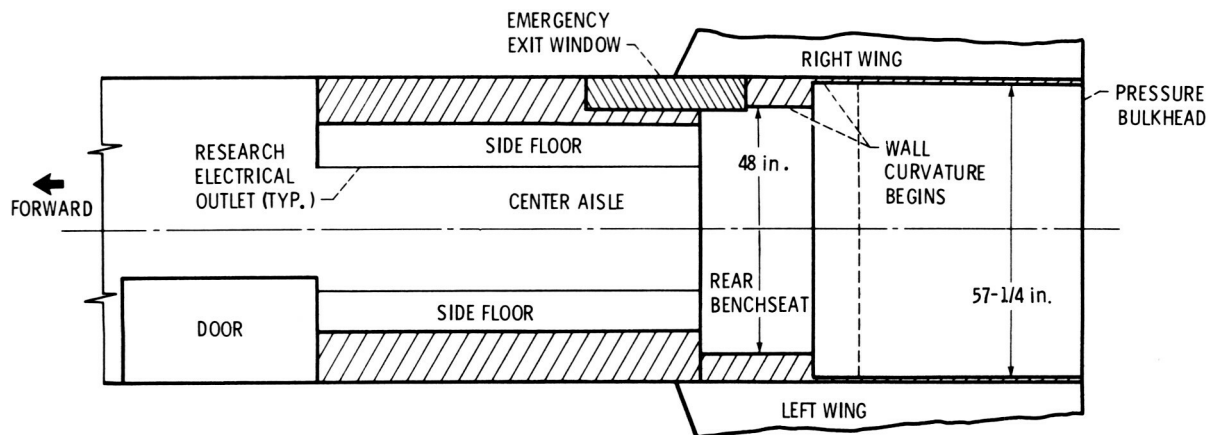 EMERGENCY
EXIT WINDOW
RIGHT WING
PRESSURE
BULKHEAD
SIDE FLOOR
RESEARCH
ELECTRICAL
OUTLET (TYP.)
48 in.
WALL
CURVATURE
BEGINS
FORWARD
CENTER AISLE
REAR
BENCHSEAT
57-1/4 in.
DOOR
SIDE FLOOR
LEFT WING